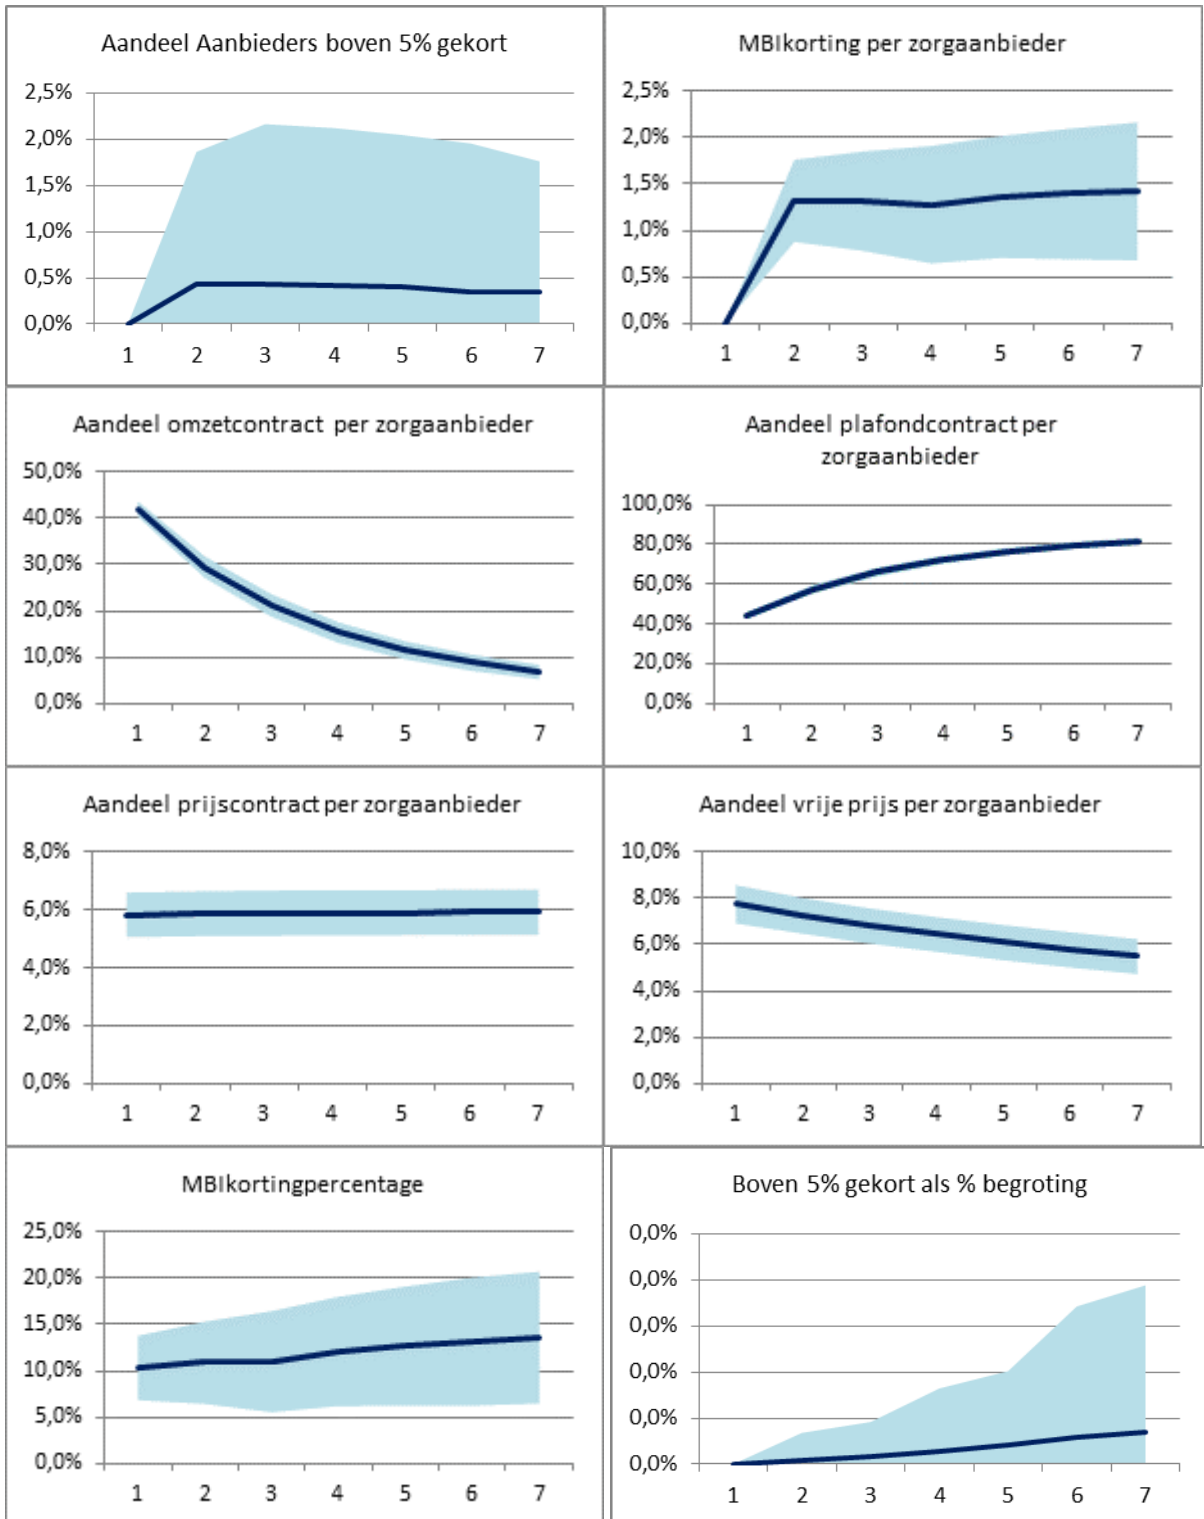 Aandeel Aanbieders boven 5% gekort
2,5%
2,0%
1,5%
1,0%
0,5%
0,0%
1 2 3 4 5 6 7
MBIkorting per zorgaanbieder
2,5%
2,0%
1,5%
1,0%
0,5%
0,0%
1 2 3 4 5 6 7
Aandeel omzetcontract per zorgaanbieder
50,0%
40,0%
30,0%
20,0%
10,0%
0,0%
1 2 3 4 5 6 7
Aandeel plafondcontract per
zorgaanbieder
100,0%
80,0%
60,0%
40,0%
20,0%
0,0%
1 2 3 4 5 6 7
Aandeel prijscontract per zorgaanbieder
8,0%
6,0%
4,0%
2,0%
0,0%
1 2 3 4 5 6 7
Aandeel vrije prijs per zorgaanbieder
10,0%
8,0%
6,0%
4,0%
2,0%
0,0%
1 2 3 4 5 6 7
MBIkortingpercentage
25,0%
20,0%
15,0%
10,0%
5,0%
0,0%
1 2 3 4 5 6 7
Boven 5% gekort als % begroting
0,0%
0,0%
0,0%
0,0%
0,0%
0,0%
1 2 3 4 5 6 7